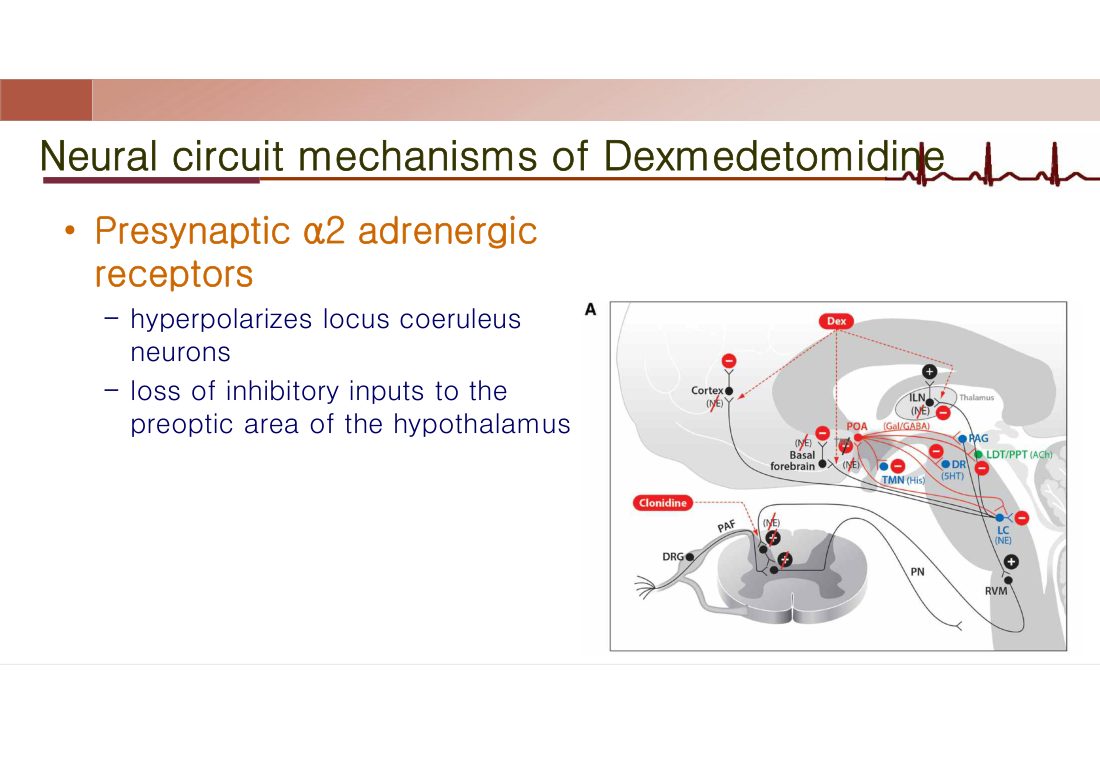 Neural circuit mechanisms of Dexmedetomidine
• Presynaptic α2 adrenergic
receptors
– hyperpolarizes locus coeruleus
neurons
– loss of inhibitory inputs to the
preoptic area of the hypothalamus
A
Dex
Cortex
(NE)
ILN
(NE)
Thalamus
POA
(Gal/GABA)
(NE)
Basal
forebrain
(NE)
PAG
LDT/PPT (ACh)
DR
(5HT)
TMN (His)
Clonidine
LC
(NE)
PAF
(NE)
DRG
PN
RVM